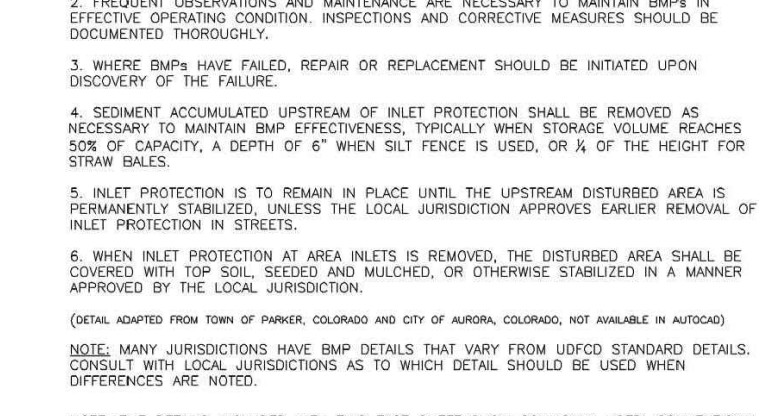 2. FREQUENT OBSERVATIONS AND MAINTENANCE ARE NECESSARY TO MAINTAIN BMPs IN
EFFECTIVE OPERATING CONDITION. INSPECTIONS AND CORRECTIVE MEASURES SHOULD BE
DOCUMENTED THOROUGHLY.
3. WHERE BMPs HAVE FAILED, REPAIR OR REPLACEMENT SHOULD BE INITIATED UPON
DISCOVERY OF THE FAILURE.
4. SEDIMENT ACCUMULATED UPSTREAM OF INLET PROTECTION SHALL BE REMOVED AS
NECESSARY TO MAINTAIN BMP EFFECTIVENESS, TYPICALLY WHEN STORAGE VOLUME REACHES
50% OF CAPACITY, A DEPTH OF 6" WHEN SILT FENCE IS USED, OR ¼ OF THE HEIGHT FOR
STRAW BALES.
5. INLET PROTECTION IS TO REMAIN IN PLACE UNTIL THE UPSTREAM DISTURBED AREA IS
PERMANENTLY STABILIZED, UNLESS THE LOCAL JURISDICTION APPROVES EARLIER REMOVAL OF
INLET PROTECTION IN STREETS.
6. WHEN INLET PROTECTION AT AREA INLETS IS REMOVED, THE DISTURBED AREA SHALL BE
COVERED WITH TOP SOIL, SEEDED AND MULCHED, OR OTHERWISE STABILIZED IN A MANNER
APPROVED BY THE LOCAL JURISDICTION.
(DETAIL ADAPTED FROM TOWN OF PARKER, COLORADO AND CITY OF AURORA, COLORADO, NOT AVAILABLE IN AUTOCAD)
NOTE: MANY JURISDICTIONS HAVE BMP DETAILS THAT VARY FROM UDFCD STANDARD DETAILS.
CONSULT WITH LOCAL JURISDICTIONS AS TO WHICH DETAIL SHOULD BE USED WHEN
DIFFERENCES ARE NOTED.